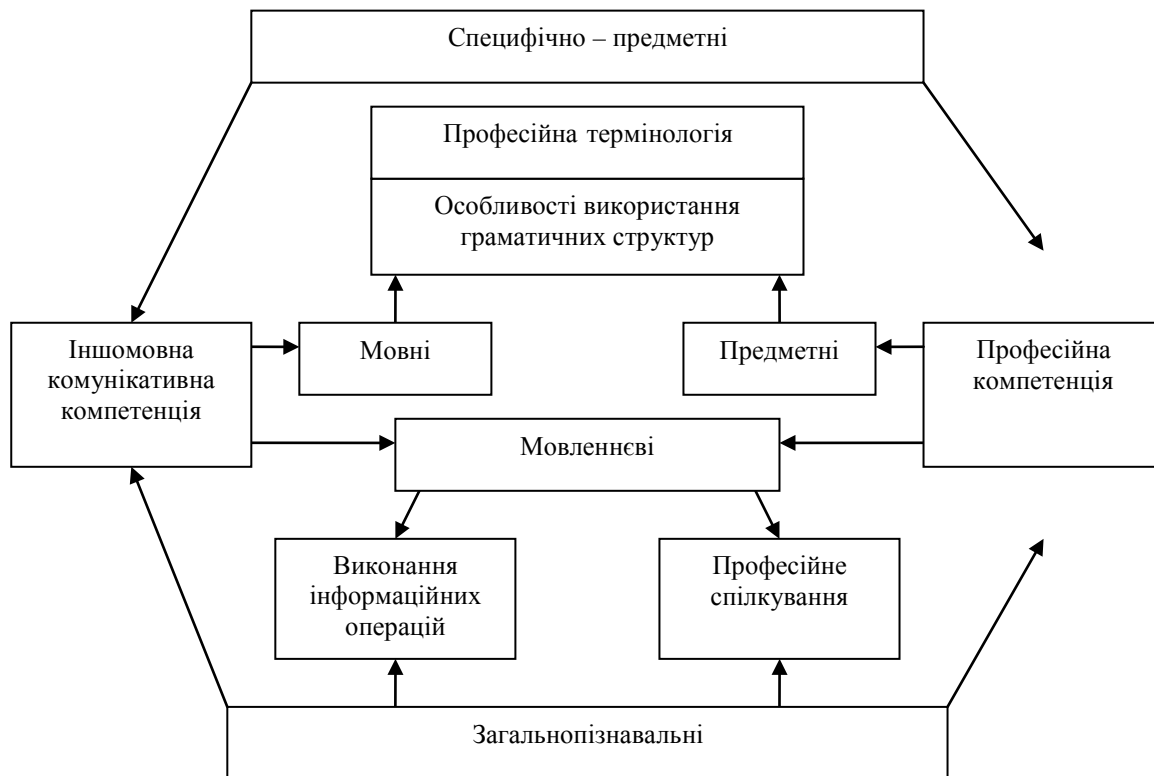 Специфічно – предметні
Професійна термінологія
Особливості використання
граматичних структур
Іншомовна
комунікативна
компетенція
Мовні
Предметні
Професійна
компетенція
Мовленнєві
Виконання
інформаційних
операцій
Професійне
спілкування
Загальнопізнавальні